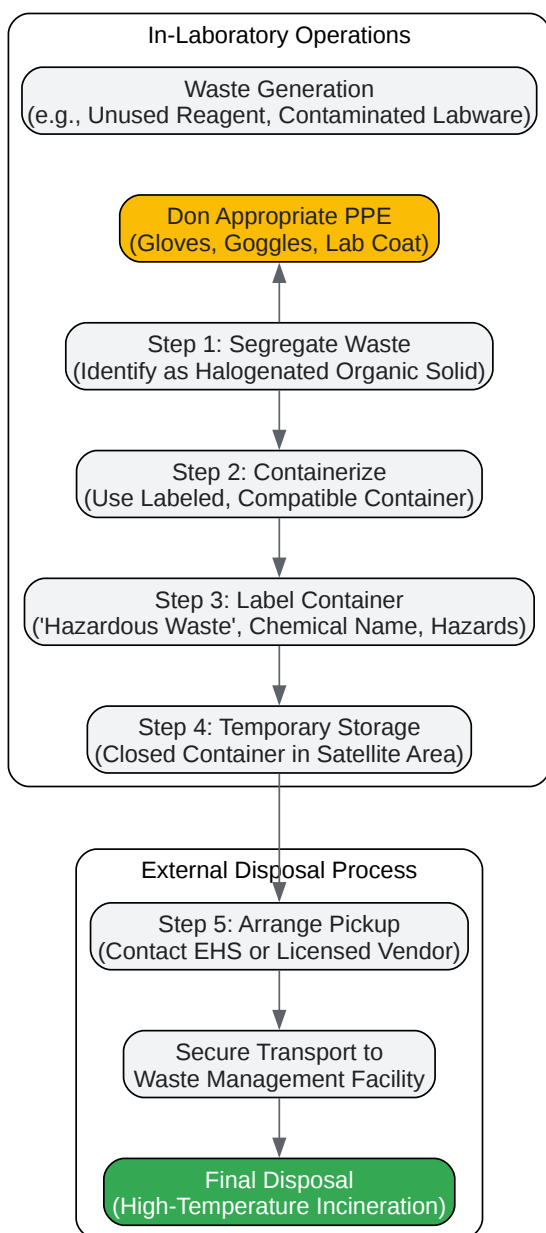 In-Laboratory Operations
Waste Generation
(e.g., Unused Reagent, Contaminated Labware)
Don Appropriate PPE
(Gloves, Goggles, Lab Coat)
Step 1: Segregate Waste
(Identify as Halogenated Organic Solid)
Step 2: Containerize
(Use Labeled, Compatible Container)
Step 3: Label Container
('Hazardous Waste', Chemical Name, Hazards)
Step 4: Temporary Storage
(Closed Container in Satellite Area)
External Disposal Process
Step 5: Arrange Pickup
(Contact EHS or Licensed Vendor)
Secure Transport to
Waste Management Facility
Final Disposal
(High-Temperature Incineration)